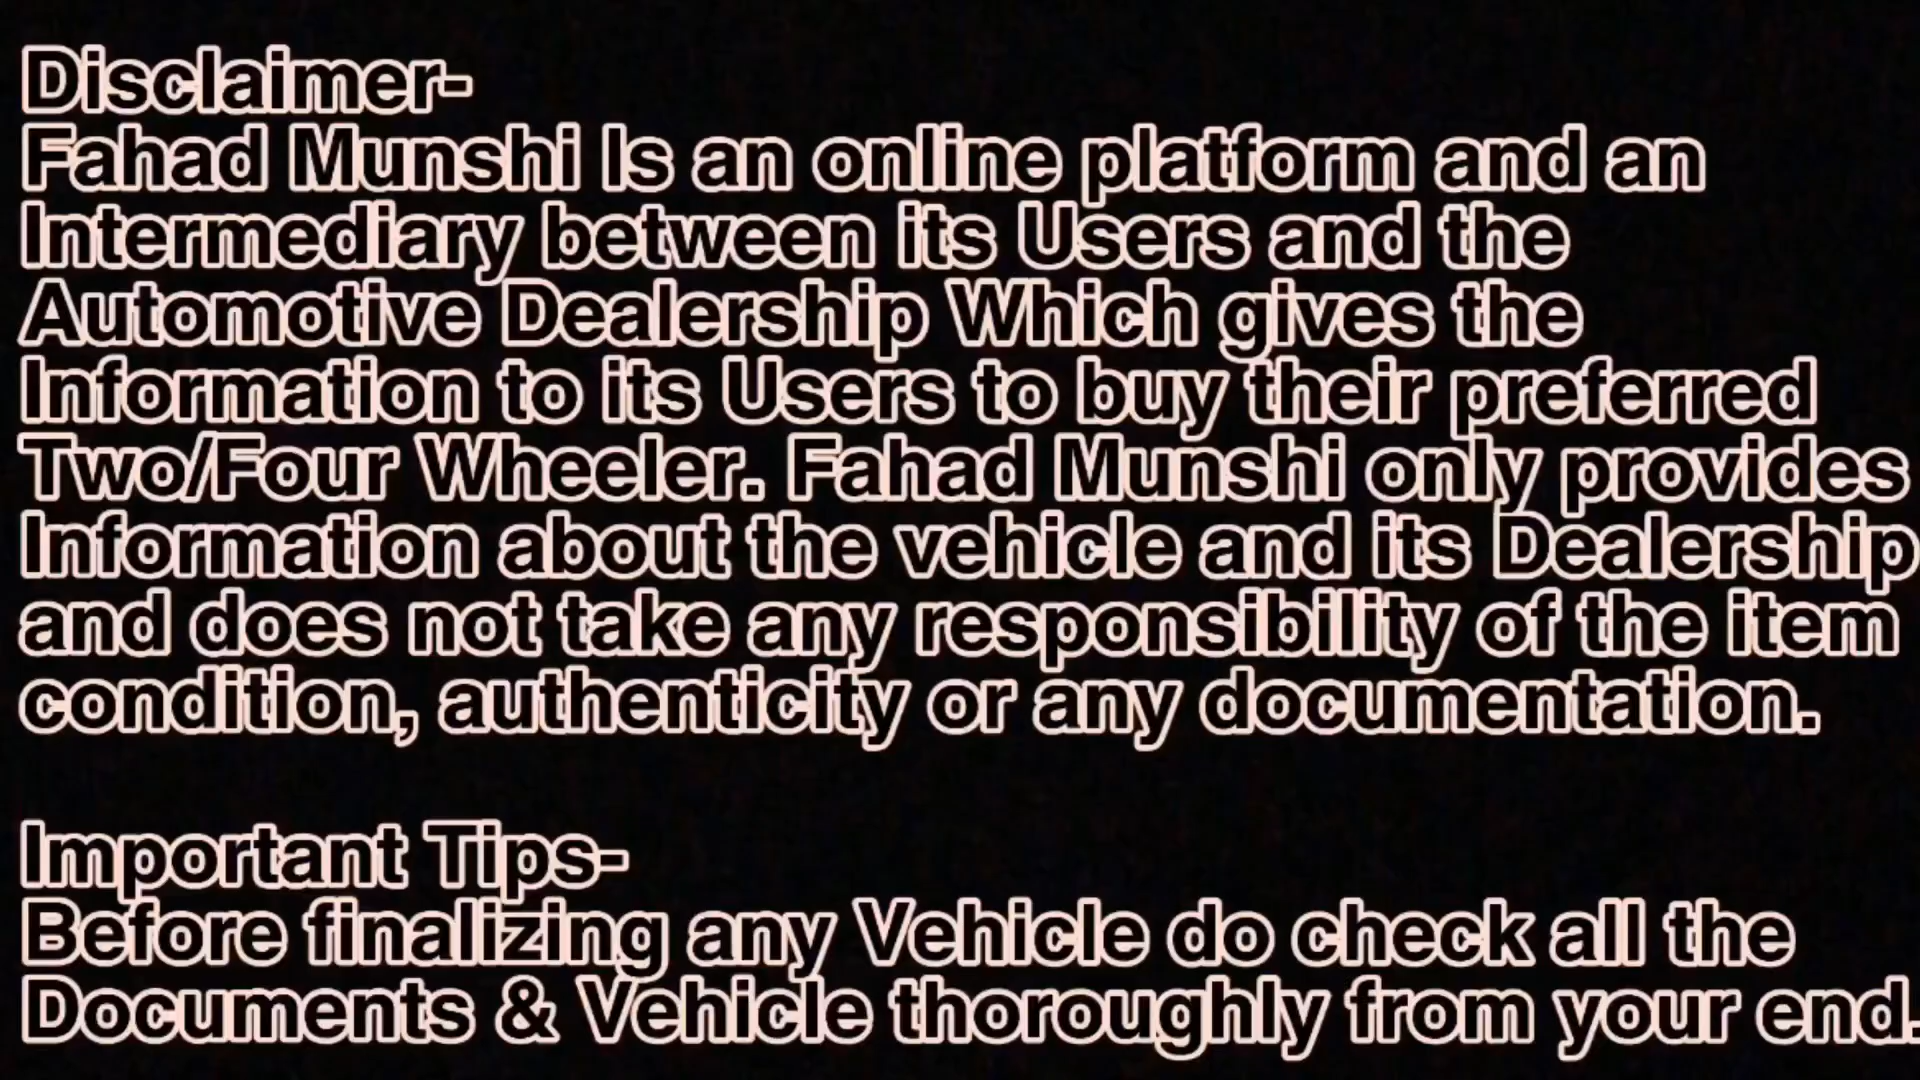 Disclaimer-
Fahad Munshi Is an online platform and an
Intermediary between its Users and the
Automotive Dealership Which gives the
Information to its Users to buy their preferred
Two/Four Wheeler. Fahad Munshi only provides
Information about the vehicle and its Dealership
and does not take any responsibility of the item
condition, authenticity or any documentation.
Important Tips-
Before finalizing any Vehicle do check all the
Documents & Vehicle thoroughly from your end.